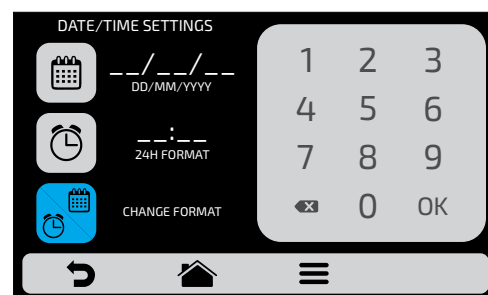 DATE/TIME SETTINGS
__/__/__
DD/MM/YYYY
__:__
24H FORMAT
CHANGE FORMAT
1 2 3
4 5 6
7 8 9
0 OK